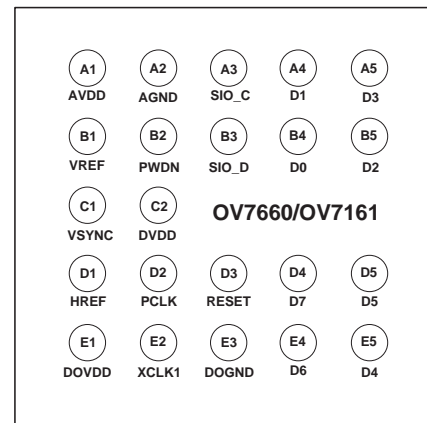 A1 A2 A3 A4 A5
AVDD AGND SIO_C D1 D3
B1 B2 B3 B4 B5
VREF PWDN SIO_D D0 D2
C1 C2 OV7660/OV7161
VSYNC DVDD
D1 D2 D3 D4 D5
HREF PCLK RESET D7 D5
E1 E2 E3 E4 E5
DOVDD XCLK1 DOGND D6 D4